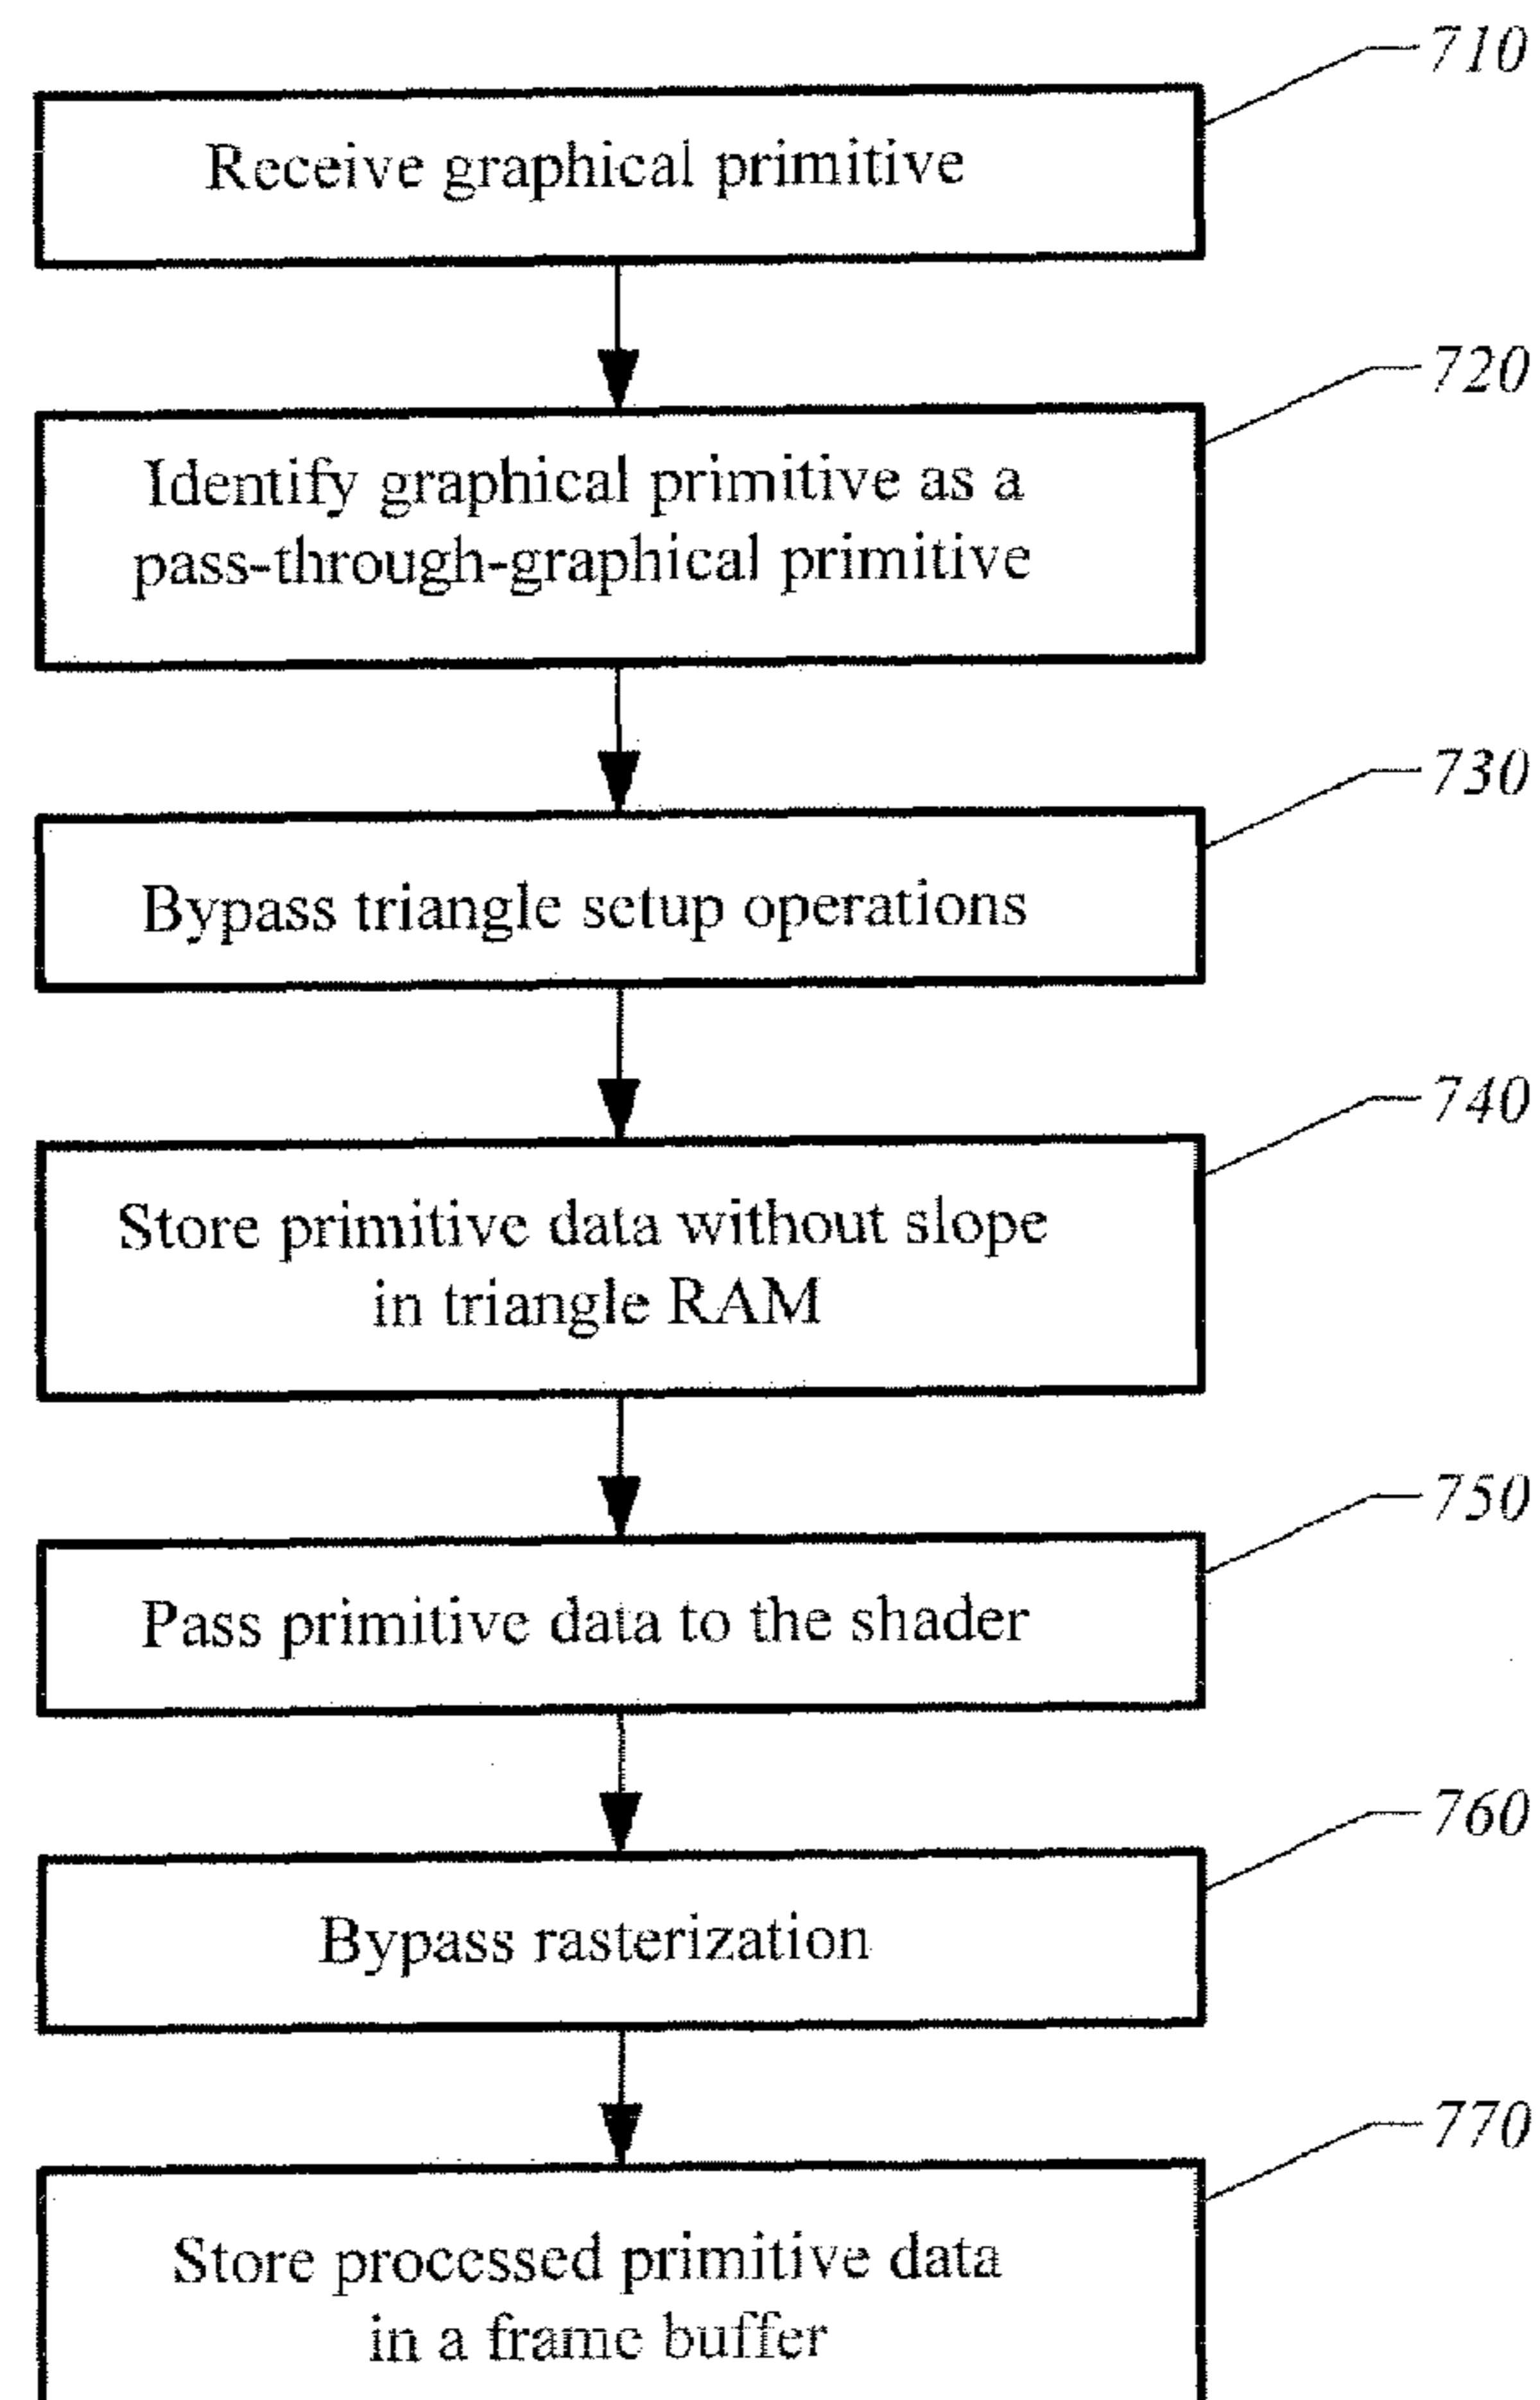 710
Receive graphical primitive
720
Identify graphical primitive as a
pass-through-graphical primitive
730
Bypass triangle setup operations
740
Store primitive data without slope
in triangle RAM
750
Pass primitive data to the shader
760
Bypass rasterization
770
Store processed primitive data
in a frame buffer